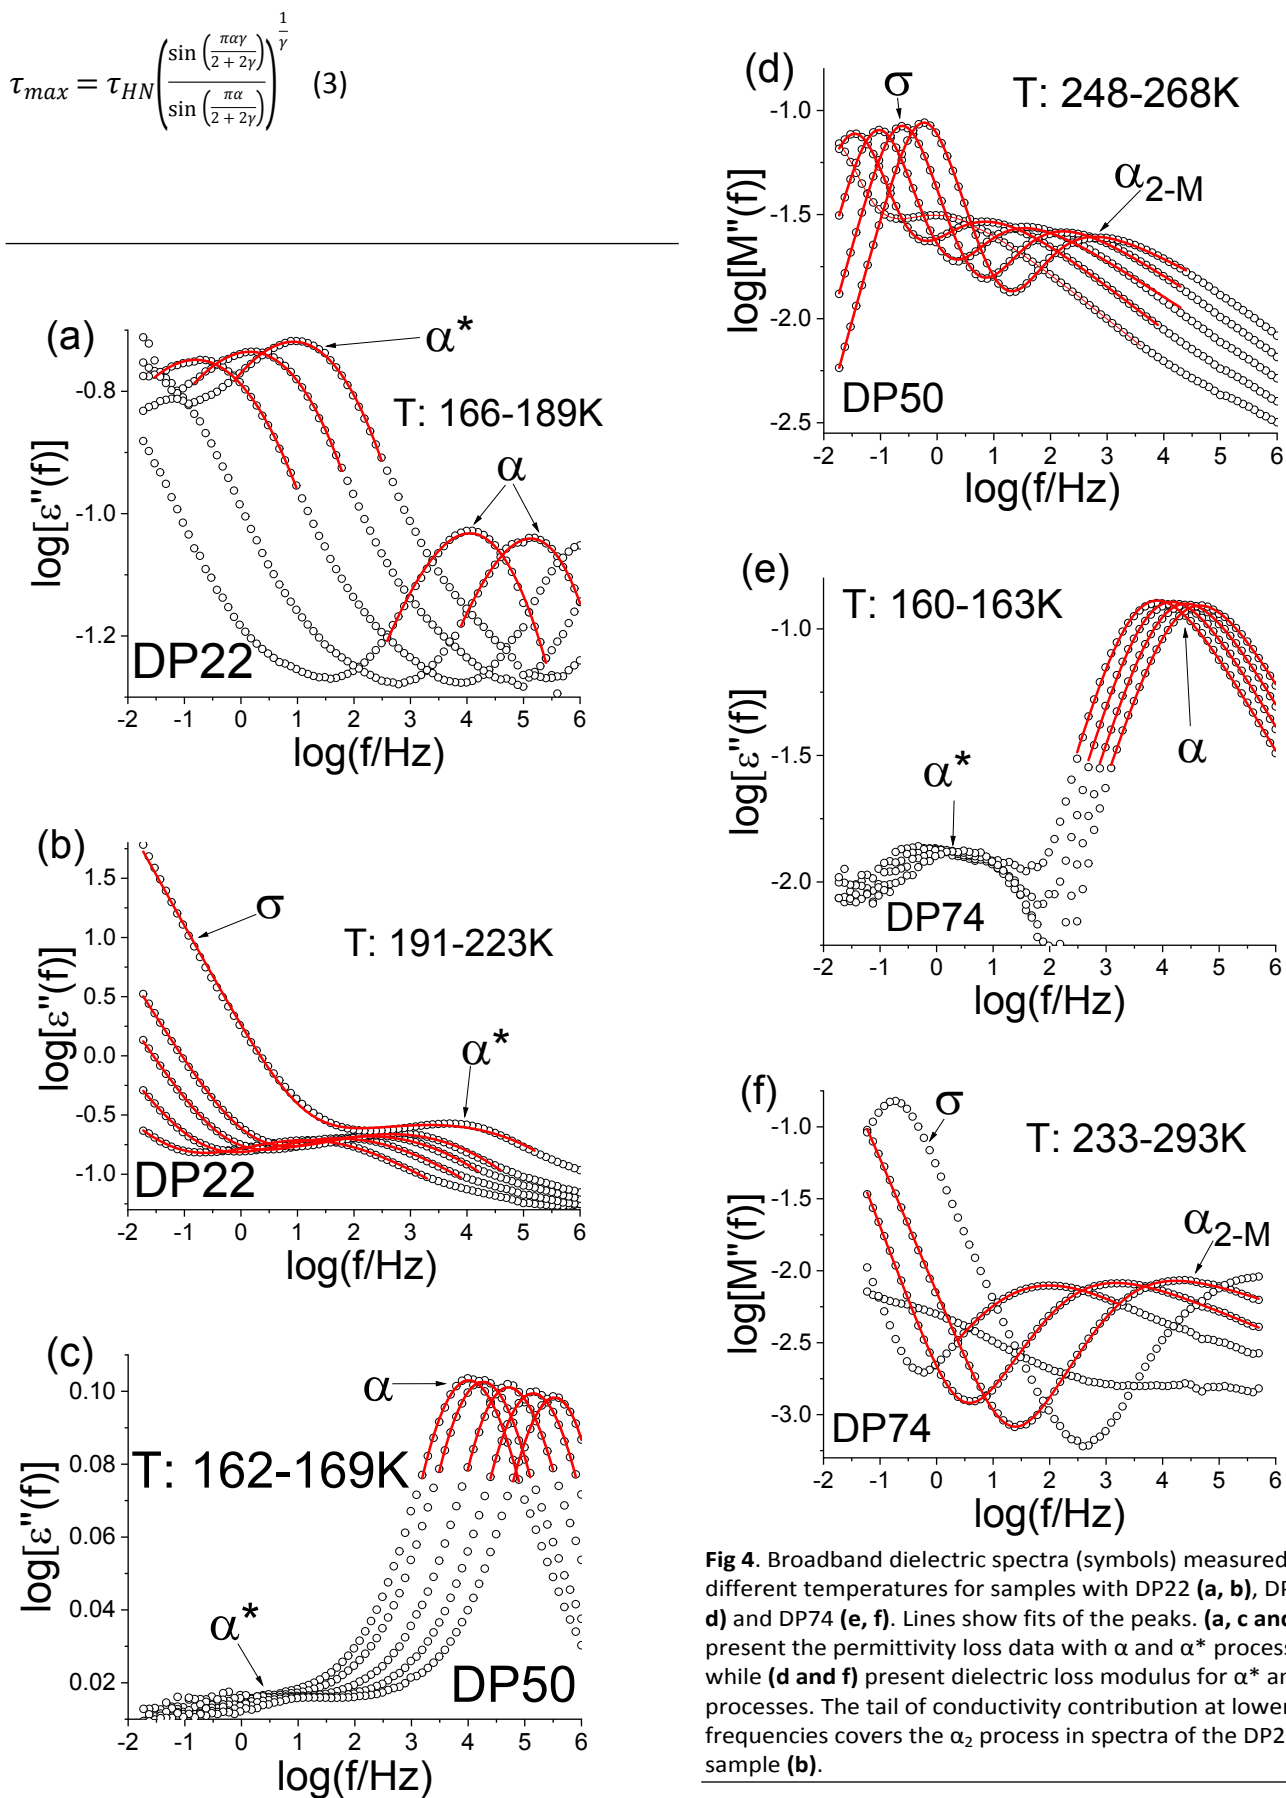 τmax = τHN(sin(παγ/(2 + 2γ))/sin(πα/(2 + 2γ)))^(1/γ) (3)
(a)
α*
T: 166-189K
α
DP22
log[ε''(f)]
-0.8
-1.0
-1.2
-2 -1 0 1 2 3 4 5 6
log(f/Hz)
(b)
σ
T: 191-223K
α*
DP22
log[ε''(f)]
1.5
1.0
0.5
0.0
-0.5
-1.0
-2 -1 0 1 2 3 4 5 6
log(f/Hz)
(c)
α
T: 162-169K
α*
DP50
log[ε''(f)]
0.10
0.08
0.06
0.04
0.02
-2 -1 0 1 2 3 4 5 6
log(f/Hz)
(d)
σ
T: 248-268K
α2-M
DP50
log[M''(f)]
-1.0
-1.5
-2.0
-2.5
-2 -1 0 1 2 3 4 5 6
log(f/Hz)
(e)
T: 160-163K
α
α*
DP74
log[ε''(f)]
-1.0
-1.5
-2.0
-2 -1 0 1 2 3 4 5 6
log(f/Hz)
(f)
σ
T: 233-293K
α2-M
DP74
log[M''(f)]
-1.0
-1.5
-2.0
-2.5
-3.0
-2 -1 0 1 2 3 4 5 6
log(f/Hz)
Fig 4. Broadband dielectric spectra (symbols) measured
different temperatures for samples with DP22 (a, b), DP
d) and DP74 (e, f). Lines show fits of the peaks. (a, c and
present the permittivity loss data with α and α* process
while (d and f) present dielectric loss modulus for α* an
processes. The tail of conductivity contribution at lower
frequencies covers the α2 process in spectra of the DP2
sample (b).